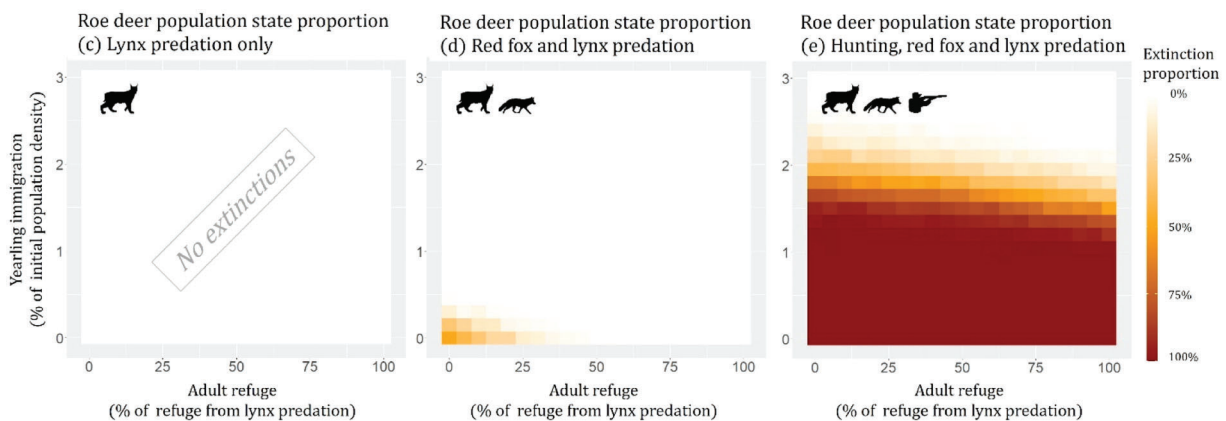 Roe deer population state proportion
(c) Lynx predation only
Roe deer population state proportion
(d) Red fox and lynx predation
Roe deer population state proportion
(e) Hunting, red fox and lynx predation
Yearling immigration
(% of initial population density)
3
2
1
0
No extinctions
0 25 50 75 100
Adult refuge
(% of refuge from lynx predation)
3
2
1
0
0 25 50 75 100
Adult refuge
(% of refuge from lynx predation)
3
2
1
0
0 25 50 75 100
Adult refuge
(% of refuge from lynx predation)
Extinction
proportion
0%
25%
50%
75%
100%